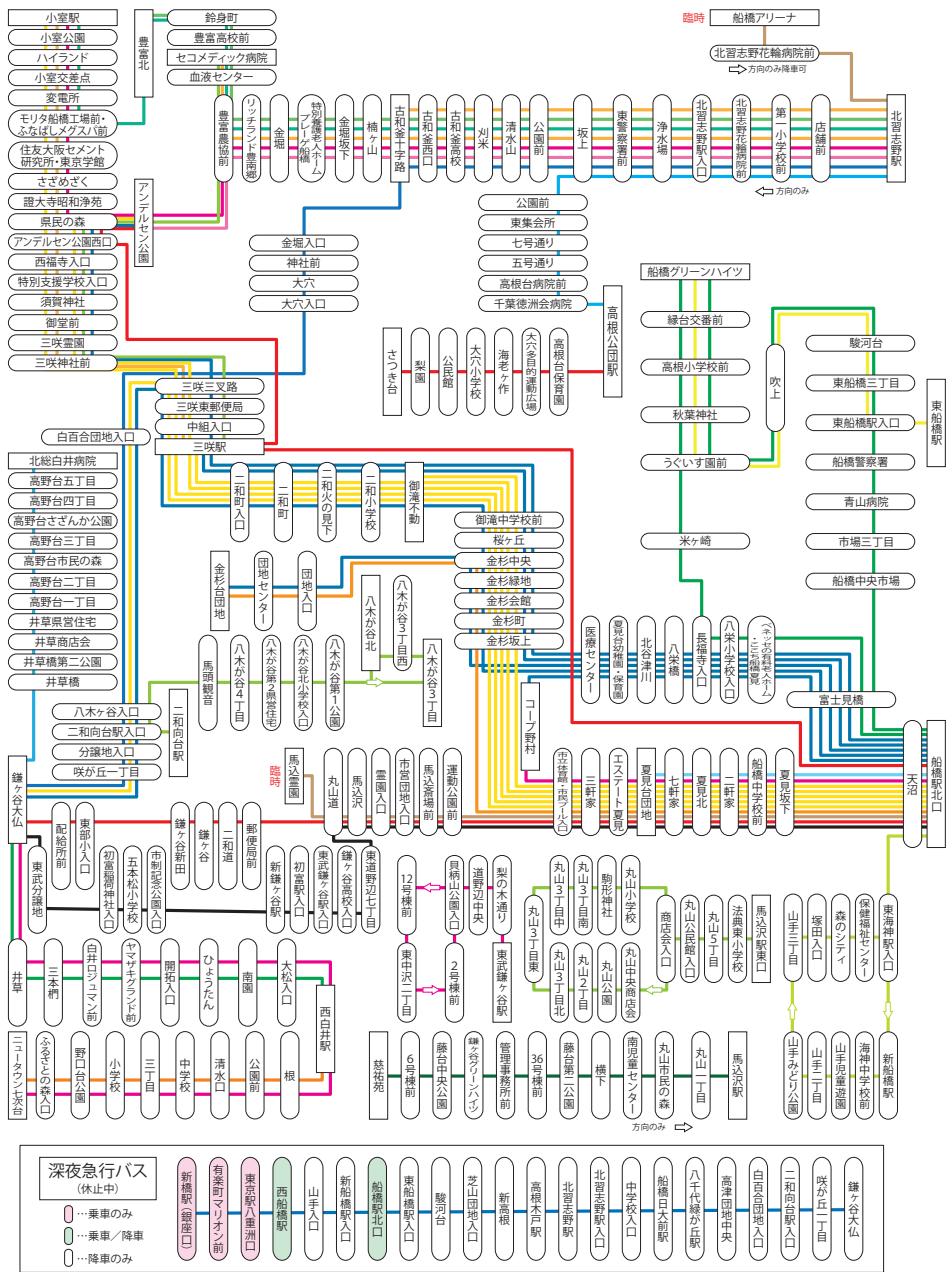 小室駅
小室公園
ハイランド
小室交差点
変電所
モリタ船橋工場前・
ふなばしメグスパ前
住友大阪セメント
研究所・東京学館
さざめざく
證大寺昭和浄苑
県民の森
アンデルセン公園西口
西福寺入口
特別支援学校入口
須賀神社
御堂前
三咲霊園
三咲神社前
豊富北
アンデルセン公園
鈴身町
豊富高校前
セコメディック病院
血液センター
豊富農協前
リッチランド豊南郷
金堀
特別養護老人ホーム
プレーゲ船橋
金堀坂下
楠ヶ山
古和釜十字路
古和釜西口
古和釜高校
刈米
清水山
公園前
坂上
東警察署前
浄水場
北習志野駅入口
北習志野花輪病院前
第一小学校前
店舗前
北習志野駅
臨時
船橋アリーナ
北習志野花輪病院前
方向のみ降車可
方向のみ
金堀入口
神社前
大穴
大穴入口
公園前
東集会所
七号通り
五号通り
高根台病院前
千葉徳洲会病院
高根公団駅
さつき台
梨園
公民館
大穴小学校
海老ヶ作
大穴多目的運動広場
高根台保育園
船橋グリーンハイツ
緑台交番前
高根小学校前
秋葉神社
うぐいす園前
米ヶ崎
吹上
駿河台
東船橋三丁目
東船橋駅入口
船橋警察署
青山病院
市場三丁目
船橋中央市場
東船橋駅
三咲三叉路
三咲東郵便局
中組入口
三咲駅
白百合団地入口
北総白井病院
高野台五丁目
高野台四丁目
高野台さざんか公園
高野台三丁目
高野台市民の森
高野台二丁目
高野台一丁目
井草県営住宅
井草商店会
井草橋第二公園
井草橋
二和町入口
二和町
二和火の見下
二和小学校
御滝不動
御滝中学校前
桜ヶ丘
金杉中央
金杉緑地
金杉会館
金杉町
金杉坂上
金杉台団地
団地センター
団地入口
八木が谷北
八木が谷3丁目西
八木が谷3丁目
馬頭観音
八木が谷4丁目
八木が谷第2県営住宅
八木が谷北小学校入口
八木が谷第1公園
八木ヶ谷入口
二和向台駅入口
分譲地入口
咲が丘一丁目
二和向台駅
医療センター
夏見台幼稚園・保育園
北谷津川
八栄橋
長福寺入口
八栄小学校入口
ベネッセの有料老人ホーム
・ここち船橋夏見
富士見橋
コープ野村
天沼
船橋駅北口
鎌ヶ谷大仏
臨時
馬込霊園
丸山道
馬込沢
霊園入口
市営団地入口
馬込斎場前
運動公園前
市立体育館・市民プール入口
三軒家
エステート夏見
夏見台団地
七軒家
夏見北
二軒家
船橋中学校前
夏見坂下
東武分譲地
配給所前
東部小入口
初富稲荷神社入口
五本松小学校
市制記念公園入口
鎌ヶ谷新田
鎌ヶ谷
二和道
郵便局前
新鎌ヶ谷駅
初富駅入口
東武鎌ヶ谷駅入口
鎌ヶ谷高校入口
東道野辺七丁目
井草
三本椚
白井ロジュマン前
ヤマザキグランド前
開拓入口
ひょうたん
南園
大松入口
西白井駅
ニュータウン七次台
ふるさとの森入口
野口台公園
小学校
三丁目
中学校
清水口
公園前
根
12号棟前
貝柄山公園入口
道野辺中央
梨の木通り
東中沢二丁目
2号棟前
東武鎌ヶ谷駅
丸山3丁目東
丸山3丁目中
丸山3丁目南
駒形神社
丸山小学校
丸山3丁目北
丸山2丁目
丸山公園
丸山中央商店会
商店会入口
丸山公民館入口
丸山5丁目
法典東小学校
馬込沢駅東口
山手三丁目
塚田入口
森のシティ
保健福祉センター
東海神駅入口
山手みどり公園
山手二丁目
山手児童遊園
海神中学校前
新船橋駅
慈祐苑
6号棟前
藤台中央公園
鎌ケ谷グリーンハイツ
管理事務所前
36号棟前
藤台第二公園
横下
南児童センター
丸山市民の森
丸山一丁目
馬込沢駅
方向のみ
深夜急行バス
(休止中)
…乗車のみ
…乗車／降車
…降車のみ
新橋駅（銀座口）
有楽町マリオン前
東京駅八重洲口
西船橋駅
山手入口
新船橋駅入口
船橋駅北口
東船橋駅入口
駿河台
芝山団地入口
新高根
高根木戸駅
北習志野駅
北習志野駅入口
中学校入口
船橋日大前駅
八千代緑が丘駅
高津団地中央
白百合団地入口
二和向台駅入口
咲が丘一丁目
鎌ヶ谷大仏